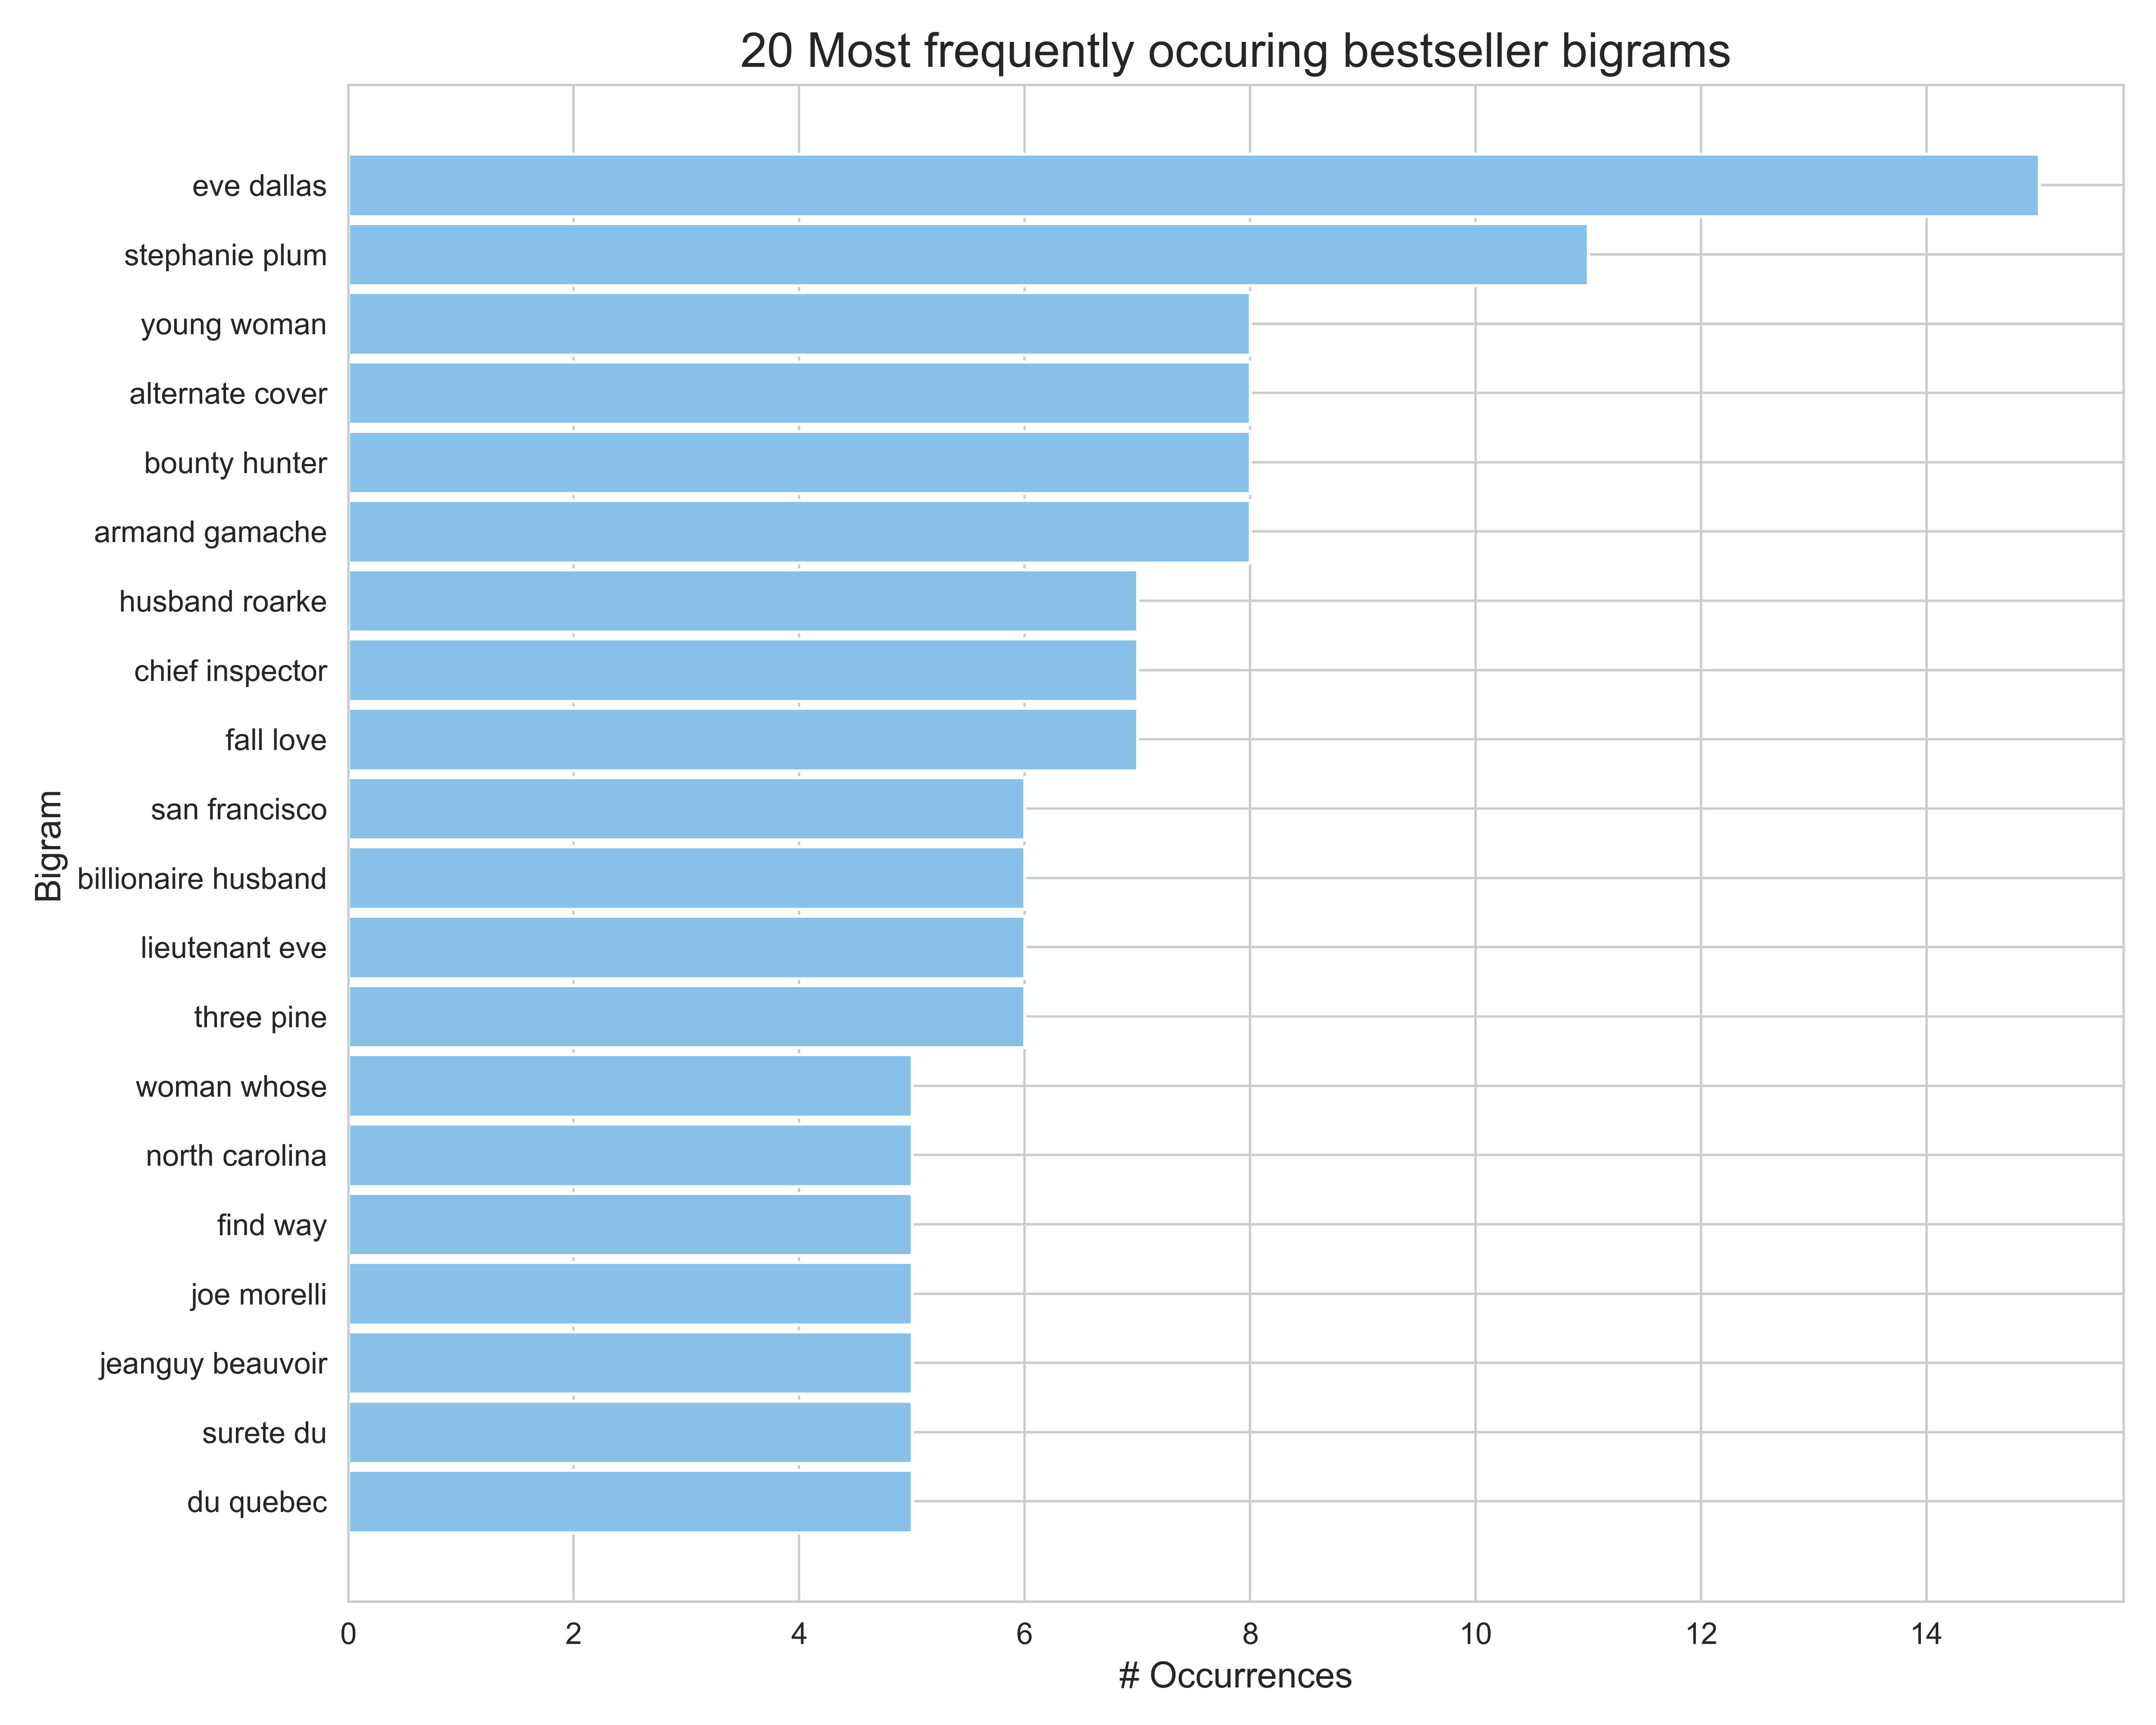 20 Most frequently occuring bestseller bigrams
eve dallas
stephanie plum
young woman
alternate cover
bounty hunter
armand gamache
husband roarke
chief inspector
fall love
san francisco
billionaire husband
lieutenant eve
three pine
woman whose
north carolina
find way
joe morelli
jeanguy beauvoir
surete du
du quebec
Bigram
0 2 4 6 8 10 12 14
# Occurrences